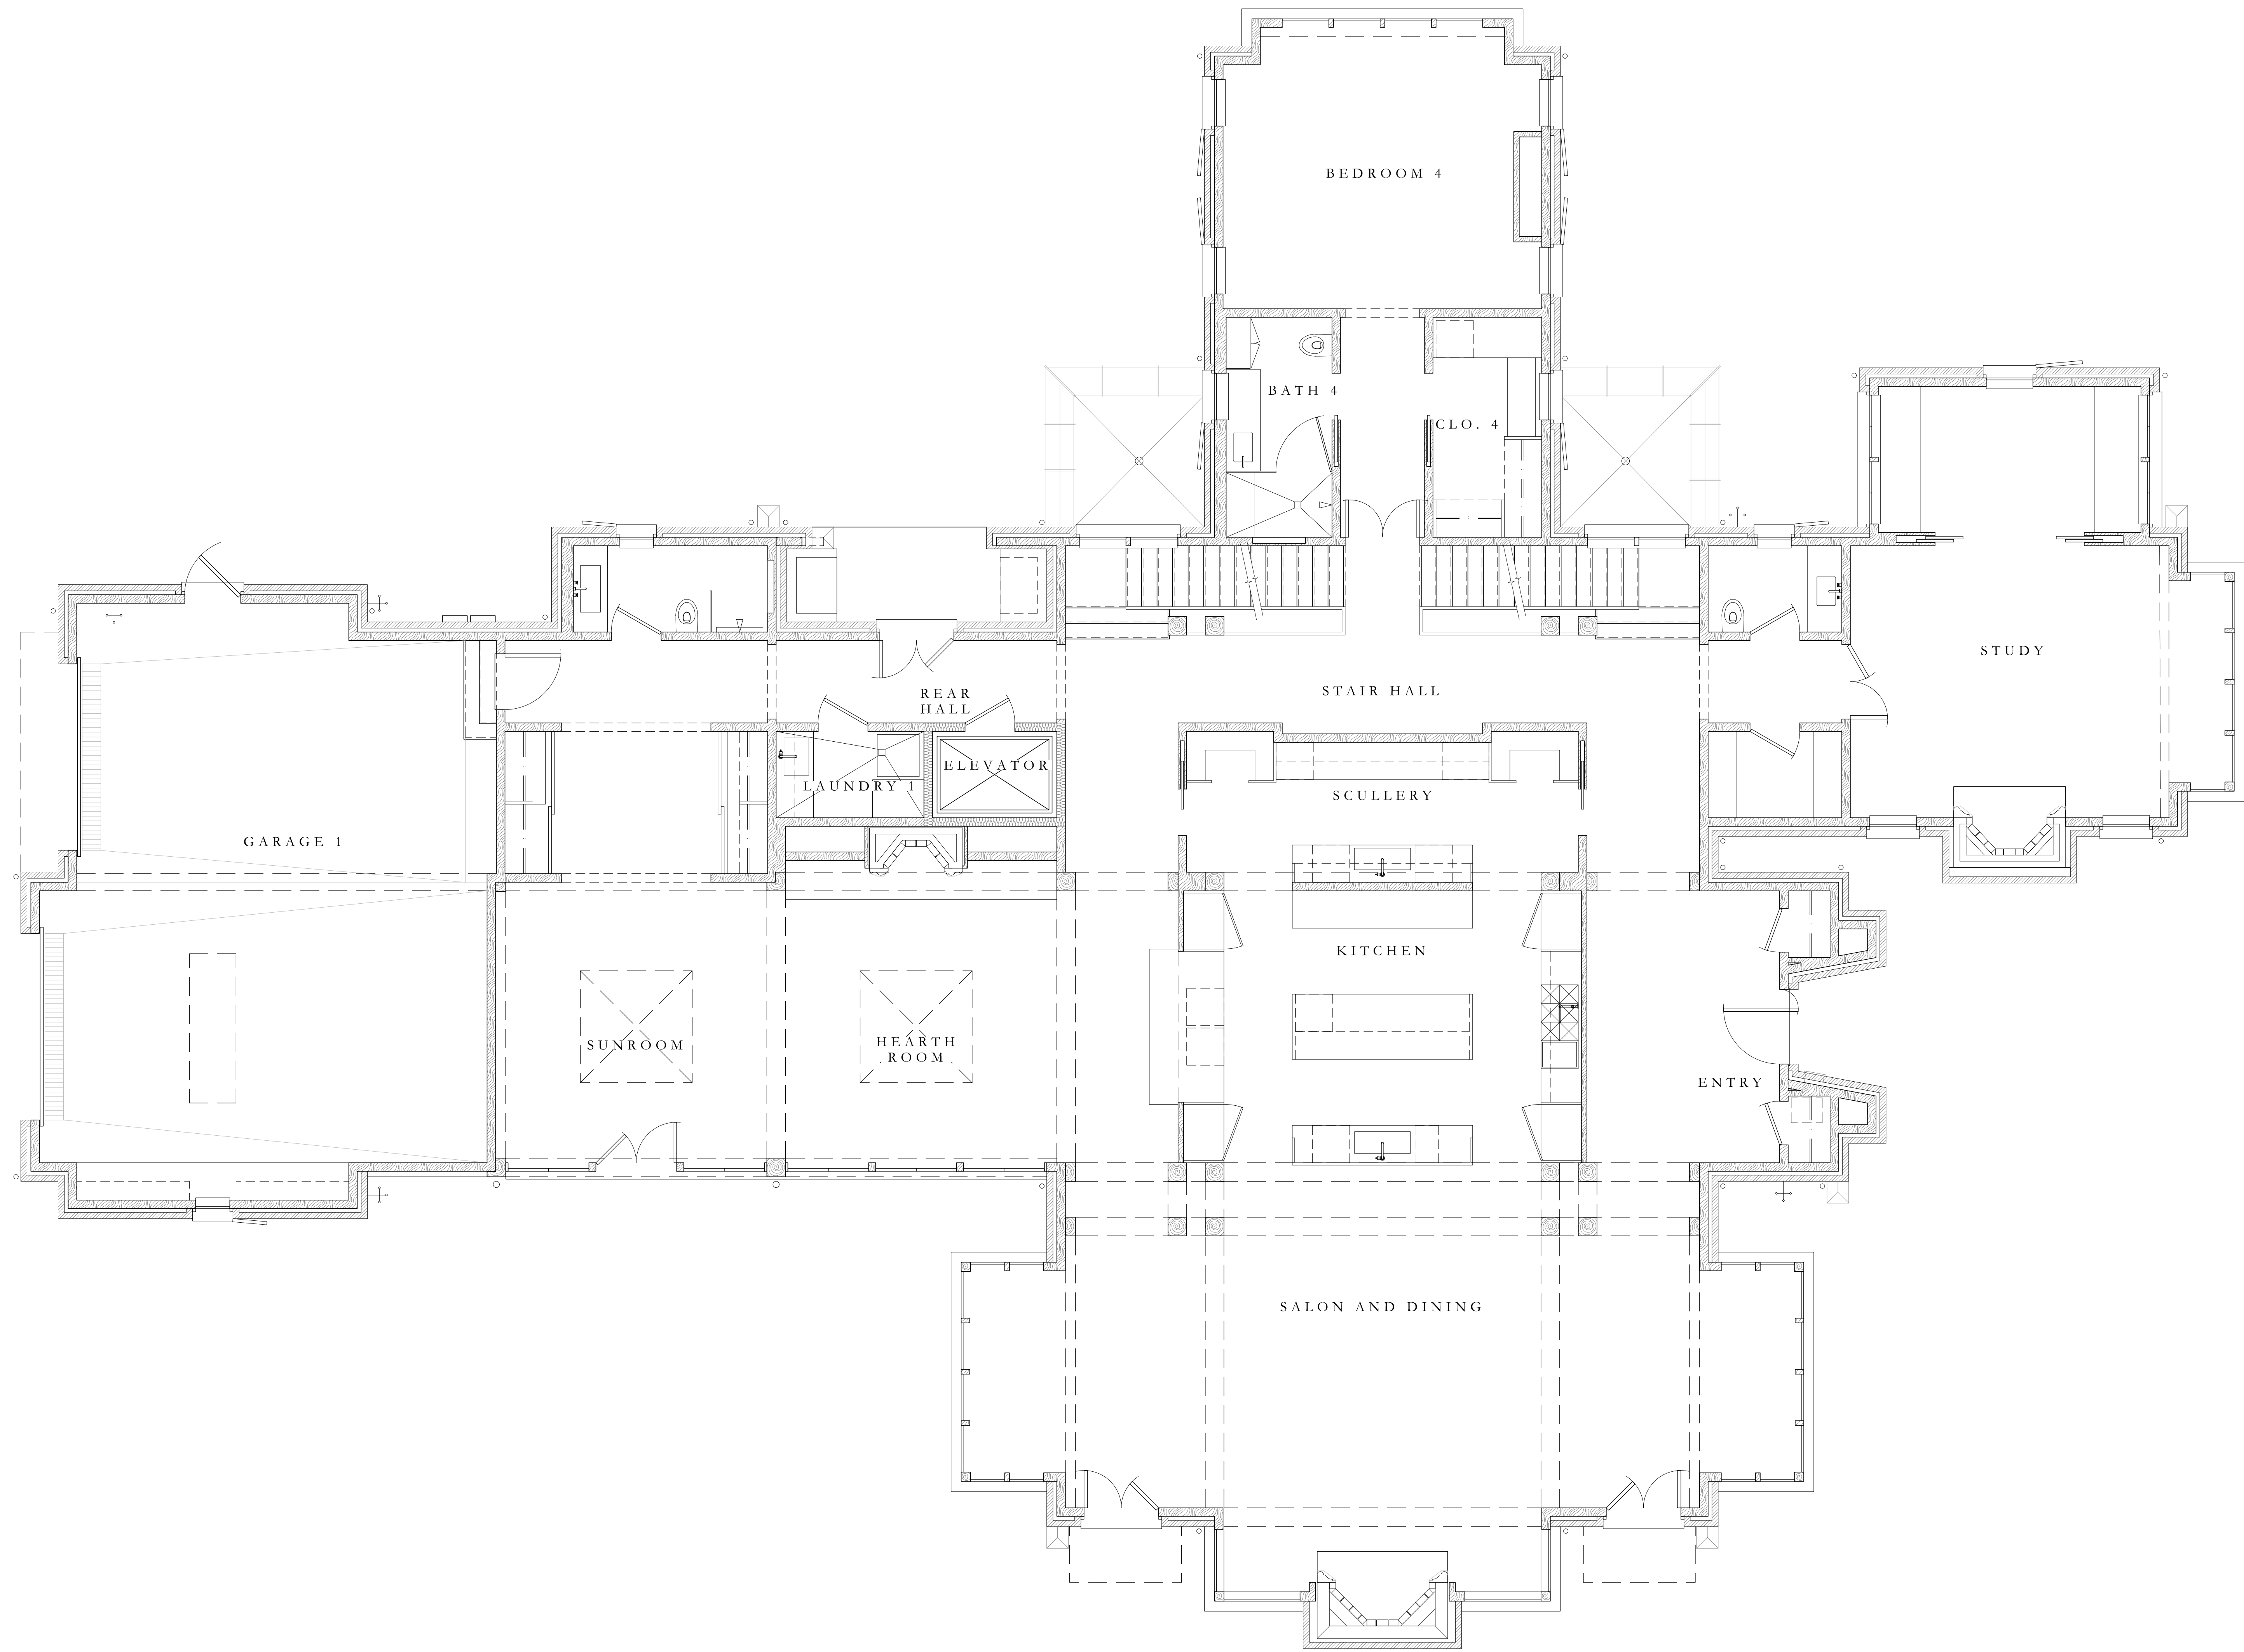 BEDROOM 4
BATH 4
CLO. 4
STUDY
REAR
HALL
STAIR HALL
ELEVATOR
LAUNDRY 1
SCULLERY
GARAGE 1
KITCHEN
SUNROOM
HEARTH
ROOM
ENTRY
SALON AND DINING